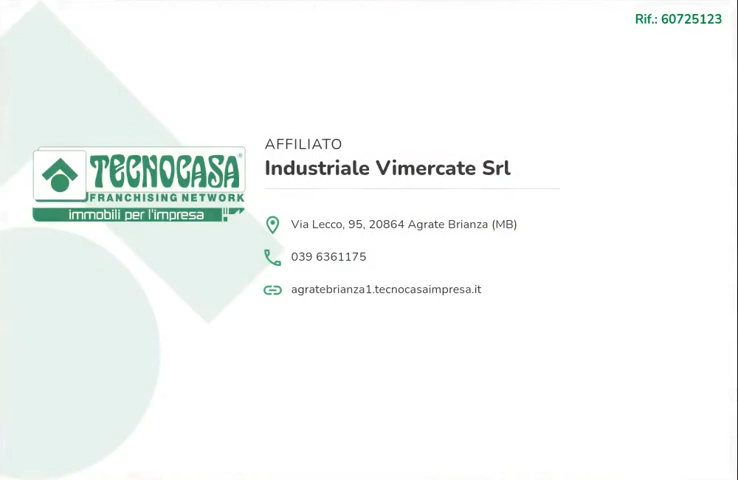 Rif.: 60725123
AFFILIATO
Industriale Vimercate Srl
TECNOCASA®
FRANCHISING NETWORK
immobili per l'impresa
Via Lecco, 95, 20864 Agrate Brianza (MB)
039 6361175
agratebrianza1.tecnocasaimpresa.it